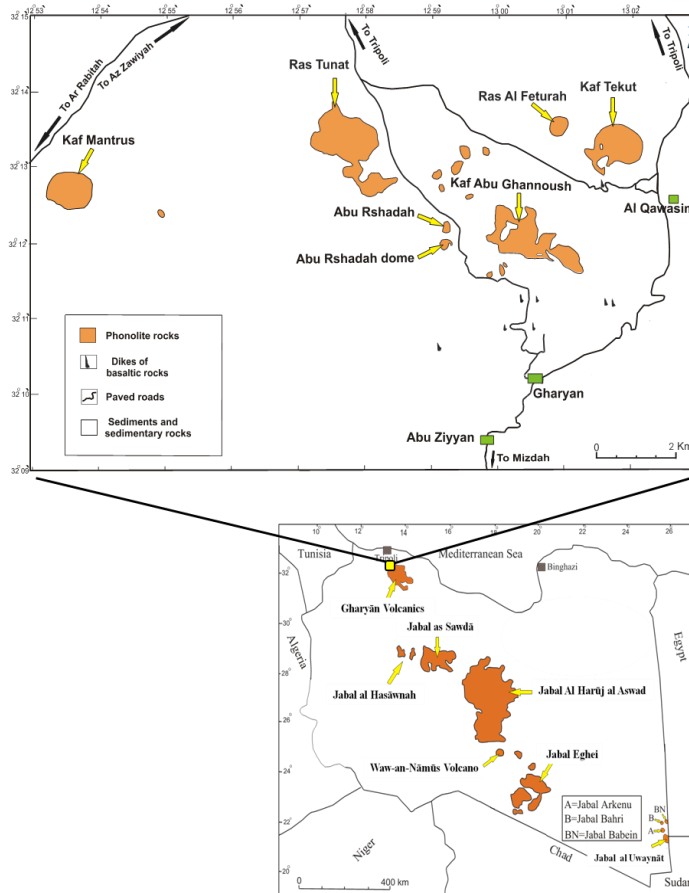 12 53
12 54
12 55
12 56
12 57
12 58
12 59
13 00
13 01
13 02
32 15
32 14
32 13
32 12
32 11
32 10
32 09
To Ar Rabitah
To Az Zawiyah
To Tripoli
To Tripoli
Ras Tunat
Kaf Tekut
Ras Al Feturah
Kaf Mantrus
Kaf Abu Ghannoush
Al Qawasim
Abu Rshadah
Abu Rshadah dome
Phonolite rocks
Dikes of
basaltic rocks
Paved roads
Sediments and
sedimentary rocks
Gharyan
Abu Ziyyan
To Mizdah
0 2 Km
10 14 16 18 20 22 24 26
32
30
28
26
24
22
20
Tunisia
Tripoli
Mediterranean Sea
Binghazi
Gharyān Volcanics
Algeria
Egypt
Jabal as Sawdā
Jabal al Hasāwnah
Jabal Al Harūj al Aswad
Waw-an-Nāmūs Volcano
Jabal Eghei
A=Jabal Arkenu
B=Jabal Bahri
BN=Jabal Babein
BN
B
A
Jabal al Uwaynāt
Niger
Chad
Sudan
0 400 km